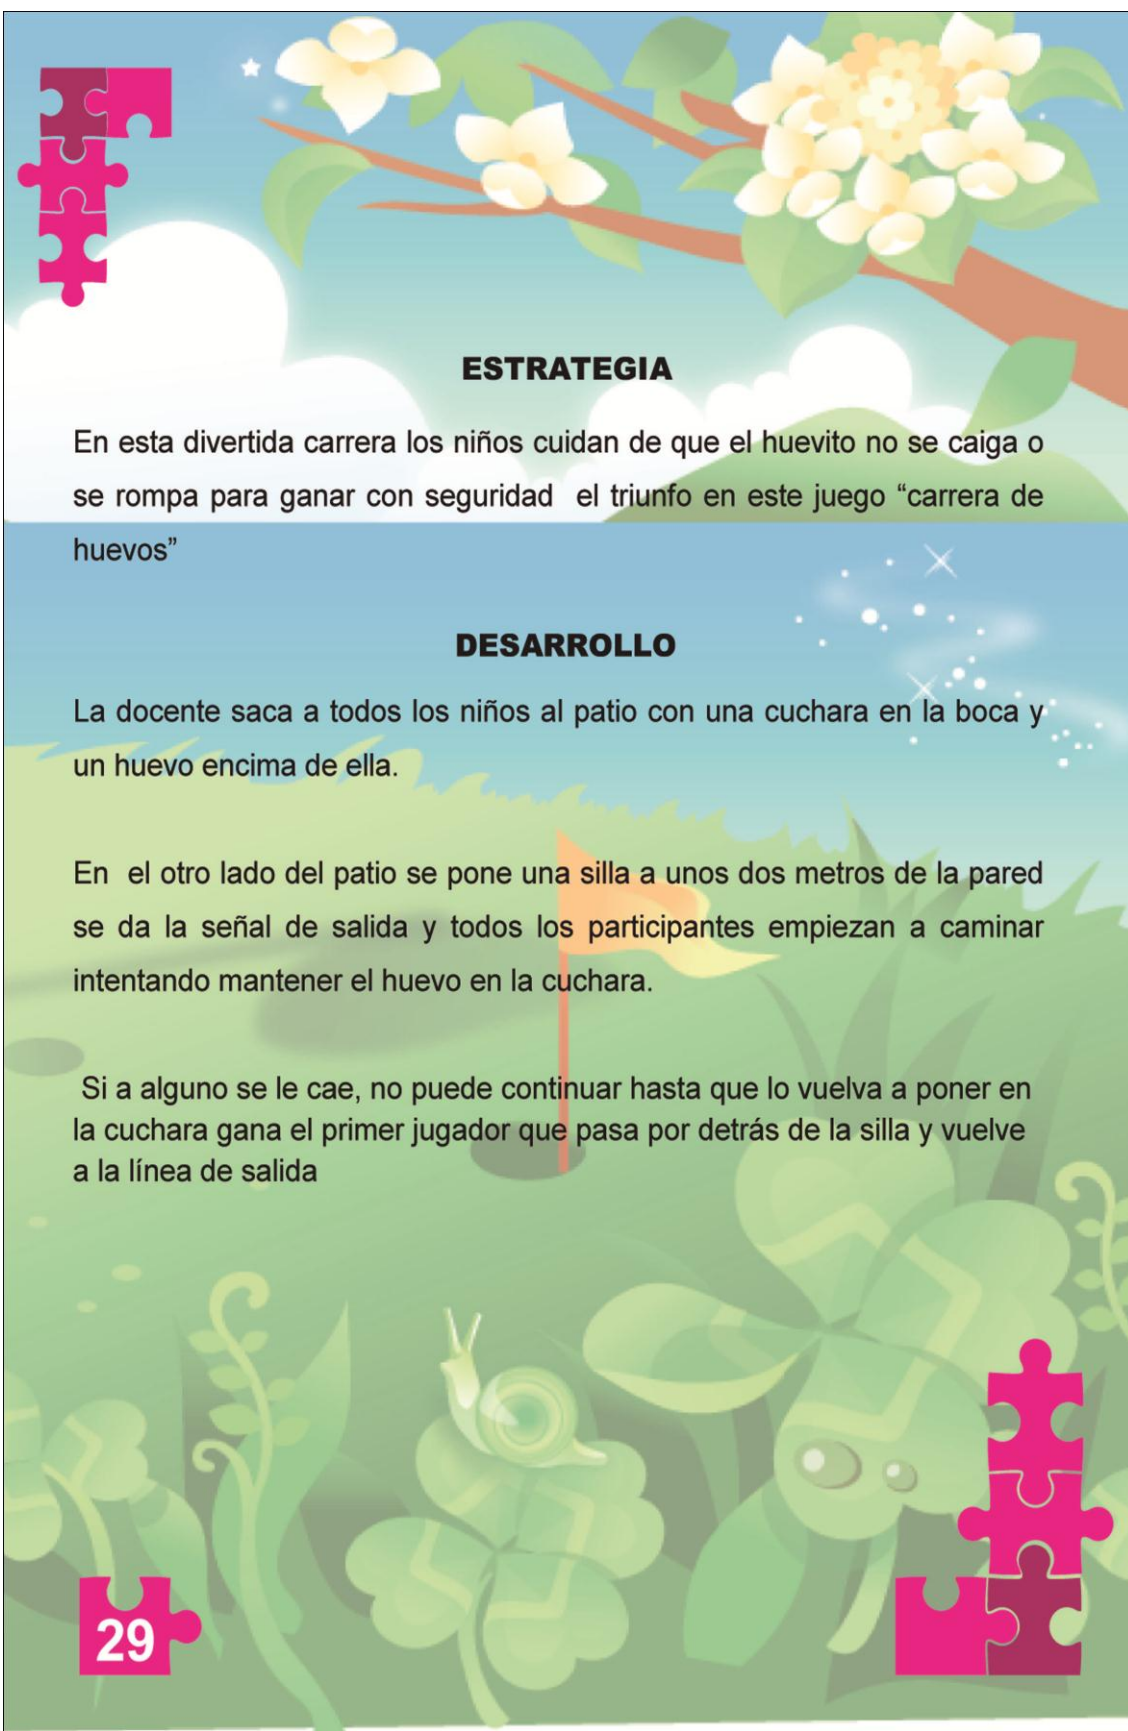 ESTRATEGIA
En esta divertida carrera los niños cuidan de que el huevito no se caiga o
se rompa para ganar con seguridad  el triunfo en este juego “carrera de
huevos”
DESARROLLO
La docente saca a todos los niños al patio con una cuchara en la boca y
un huevo encima de ella.
En  el otro lado del patio se pone una silla a unos dos metros de la pared
se da la señal de salida y todos los participantes empiezan a caminar
intentando mantener el huevo en la cuchara.
Si a alguno se le cae, no puede continuar hasta que lo vuelva a poner en
la cuchara gana el primer jugador que pasa por detrás de la silla y vuelve
a la línea de salida
29